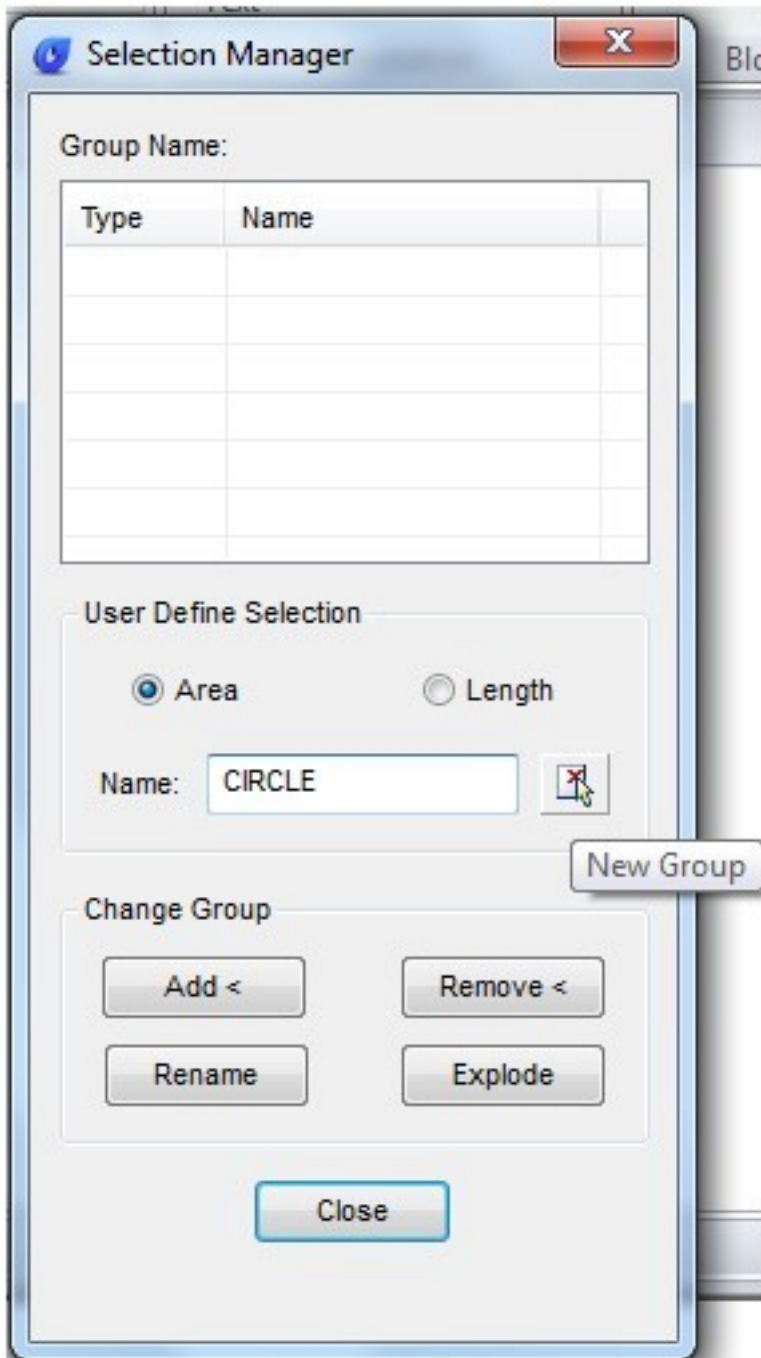 Selection Manager
Blo
Group Name:
Type Name
User Define Selection
Area Length
Name: CIRCLE
New Group
Change Group
Add < Remove <
Rename Explode
Close